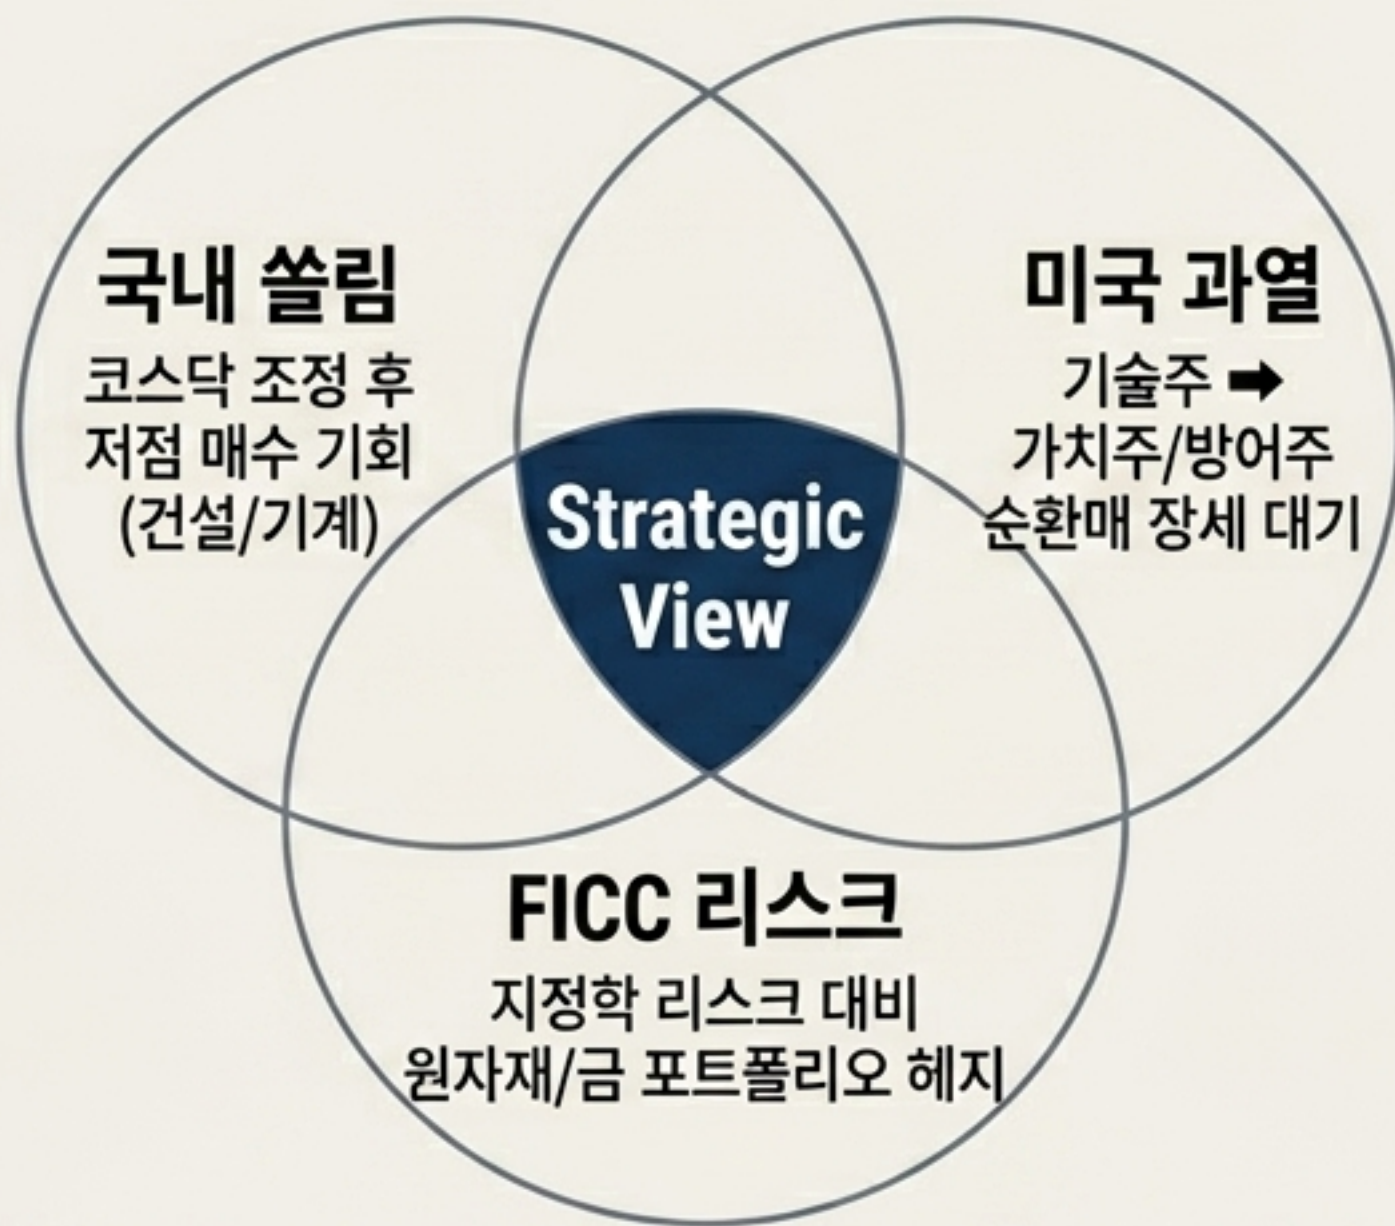 국내 쏠림
코스닥 조정 후
저점 매수 기회
(건설/기계)
미국 과열
기술주 ➡
가치주/방어주
순환매 장세 대기
Strategic
View
FICC 리스크
지정학 리스크 대비
원자재/금 포트폴리오 헤지